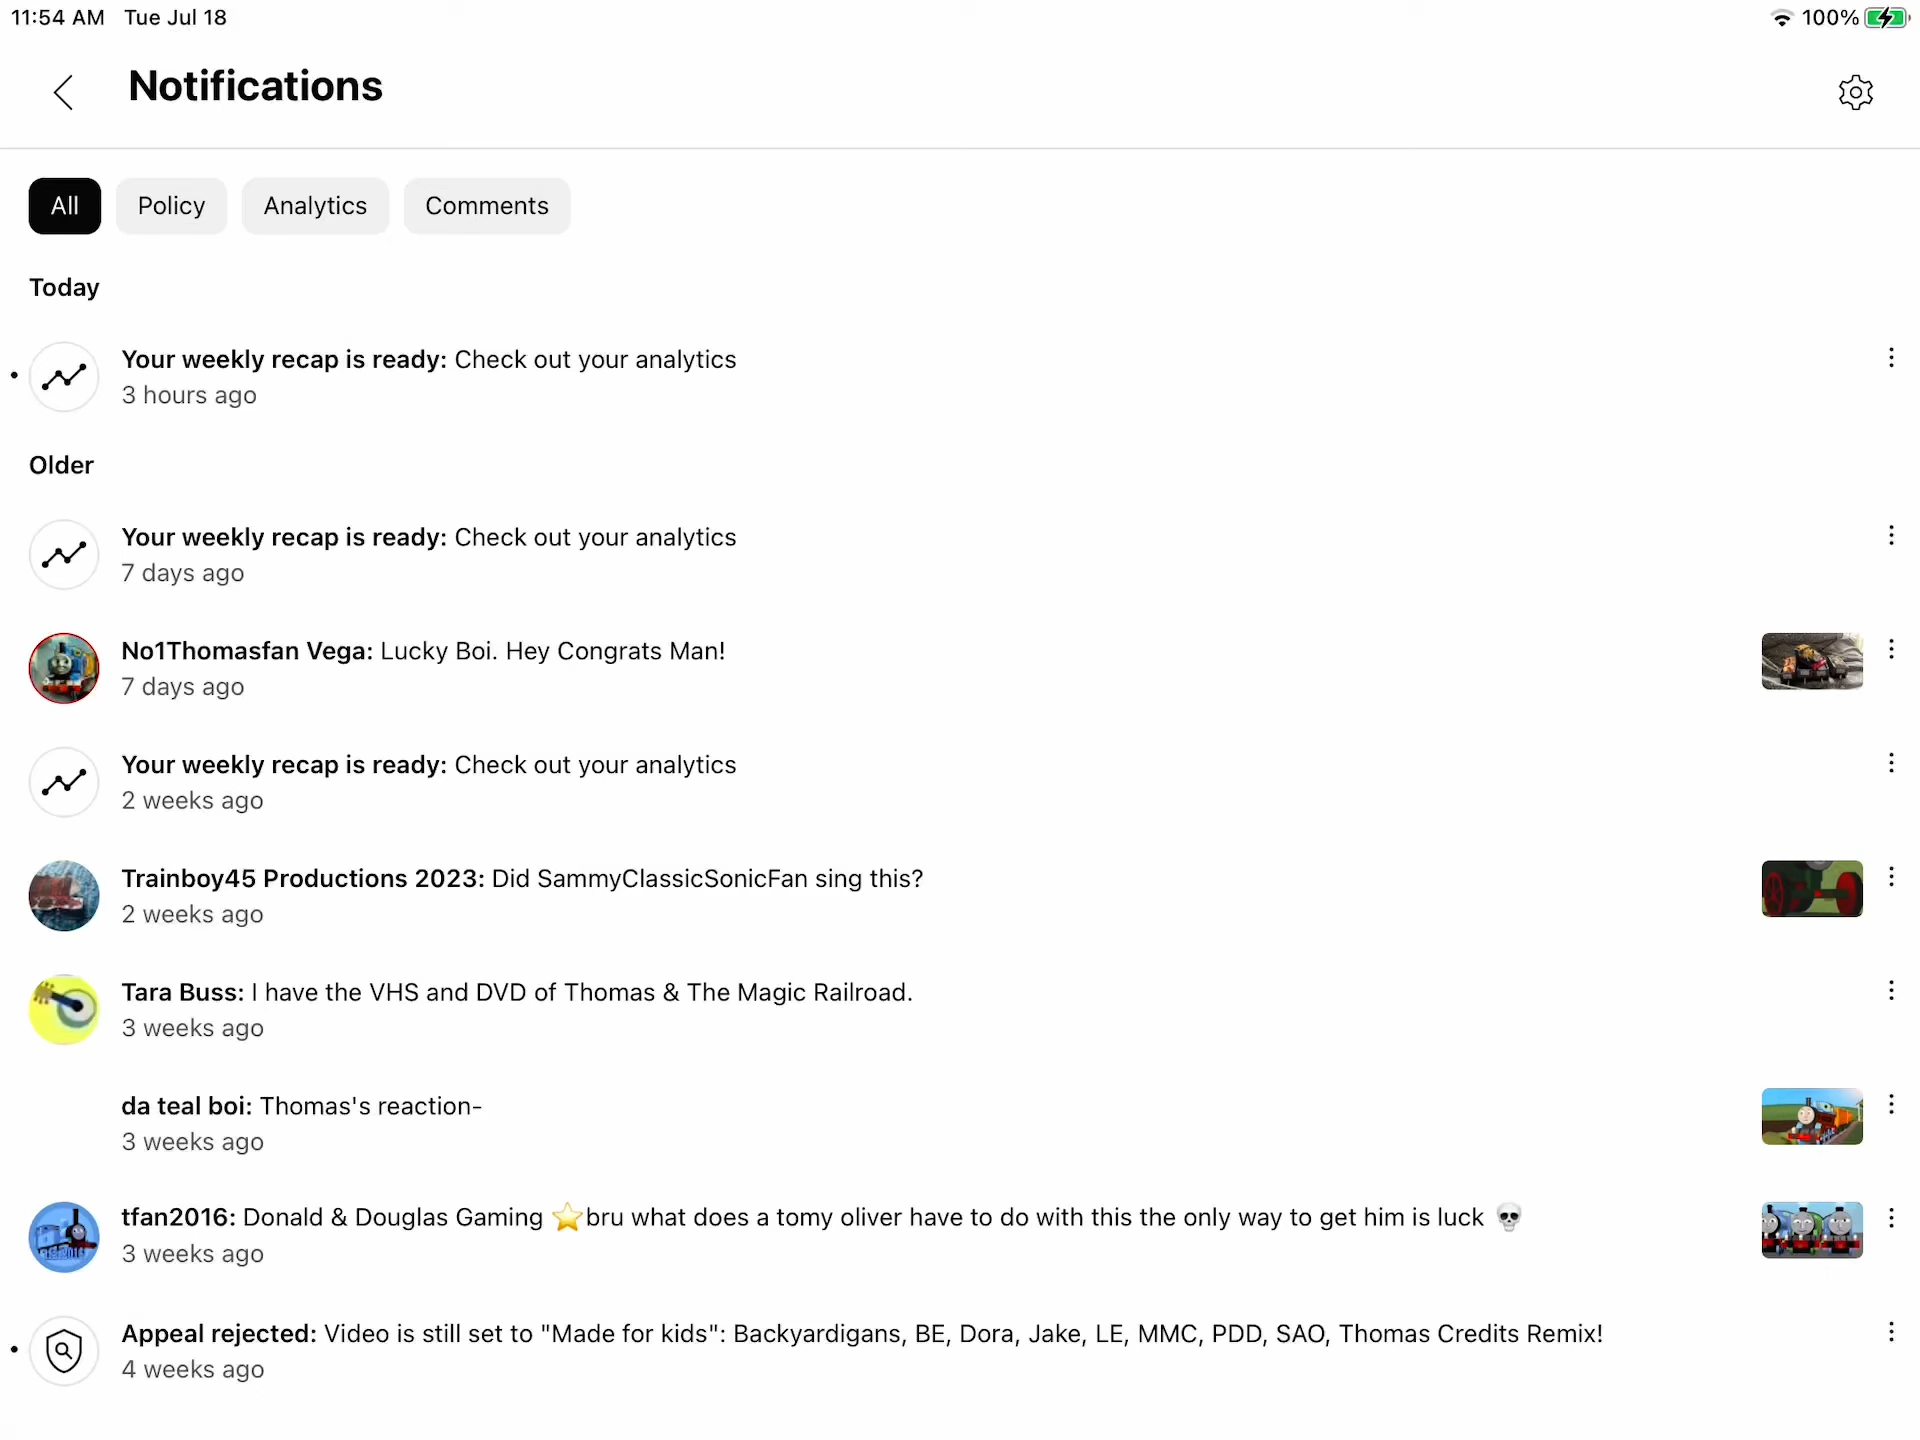 11:54 AM Tue Jul 18
100%
Notifications
All Policy Analytics Comments
Today
Your weekly recap is ready: Check out your analytics
3 hours ago
Older
Your weekly recap is ready: Check out your analytics
7 days ago
No1Thomasfan Vega: Lucky Boi. Hey Congrats Man!
7 days ago
Your weekly recap is ready: Check out your analytics
2 weeks ago
Trainboy45 Productions 2023: Did SammyClassicSonicFan sing this?
2 weeks ago
Tara Buss: I have the VHS and DVD of Thomas & The Magic Railroad.
3 weeks ago
da teal boi: Thomas's reaction-
3 weeks ago
tfan2016: Donald & Douglas Gaming ⭐bru what does a tomy oliver have to do with this the only way to get him is luck 💀
3 weeks ago
Appeal rejected: Video is still set to "Made for kids": Backyardigans, BE, Dora, Jake, LE, MMC, PDD, SAO, Thomas Credits Remix!
4 weeks ago